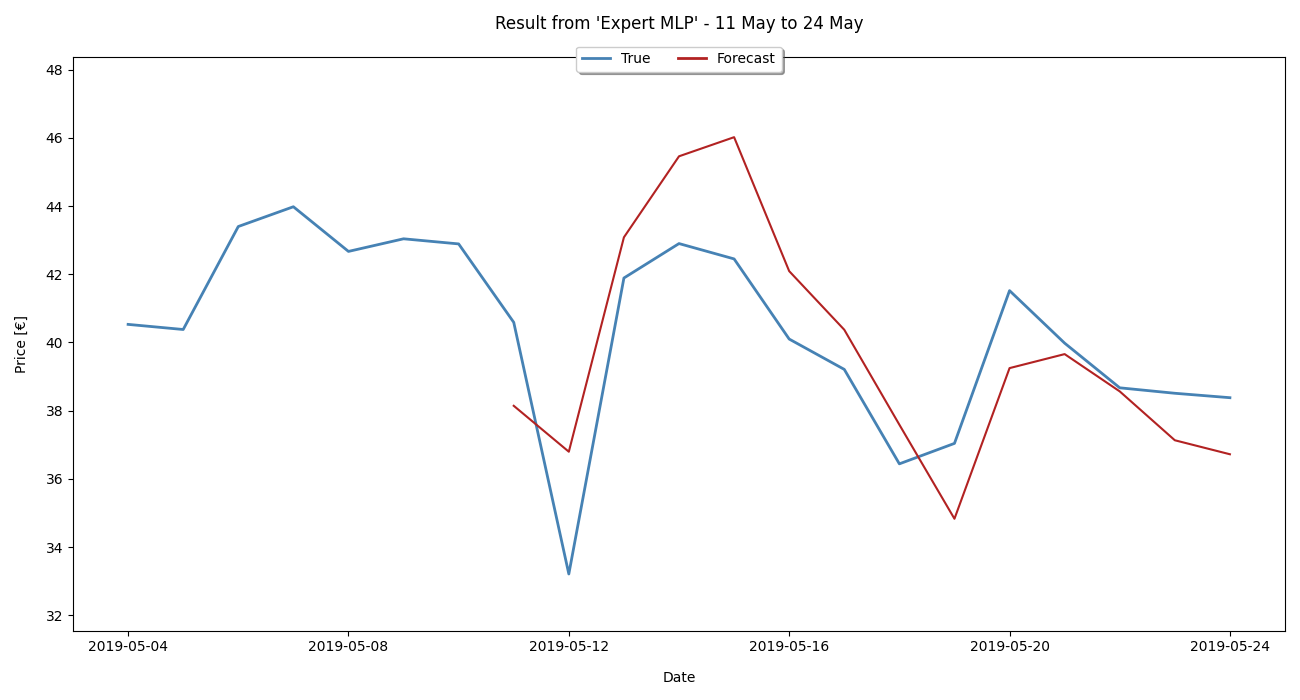 Result from 'Expert MLP' - 11 May to 24 May
True Forecast
48
46
44
42
40
38
36
34
32
Price [€]
2019-05-04 2019-05-08 2019-05-12 2019-05-16 2019-05-20 2019-05-24
Date